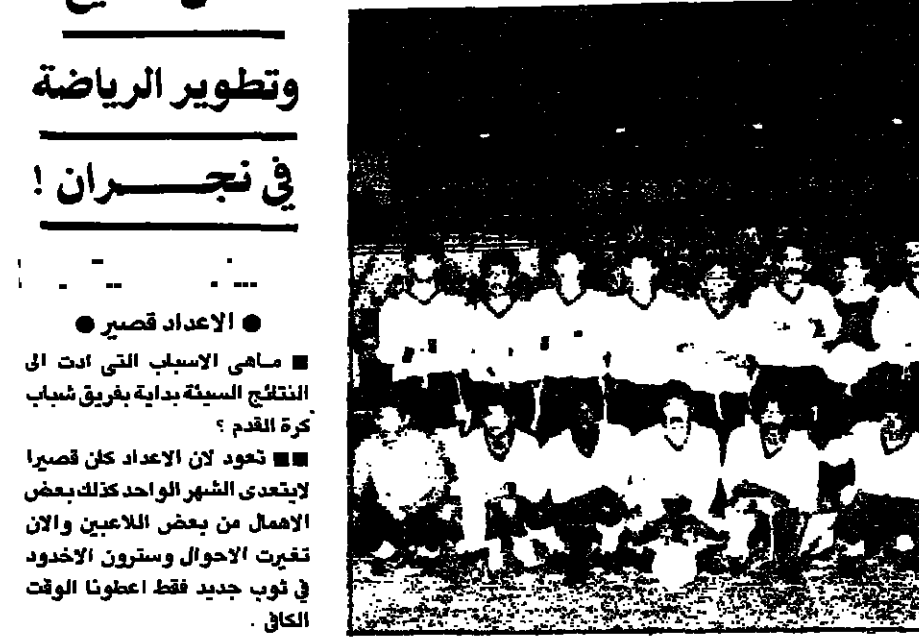 وتطوير الرياضة
في نجـــــران !
● الاعداد قصير ●
■ مـاهى الاسباب التى ادت الى
النتائج السيئة بداية بفريق شباب
كرة القدم ؟
■■ تعود لان الاعداد كان قصيرا
لايتعدى الشهر الواحد كذلك بعض
الاهمال من بعض اللاعبين والان
تغيرت الاحوال وسترون الاخدود
في ثوب جديد فقط اعطونا الوقت
الكافي .